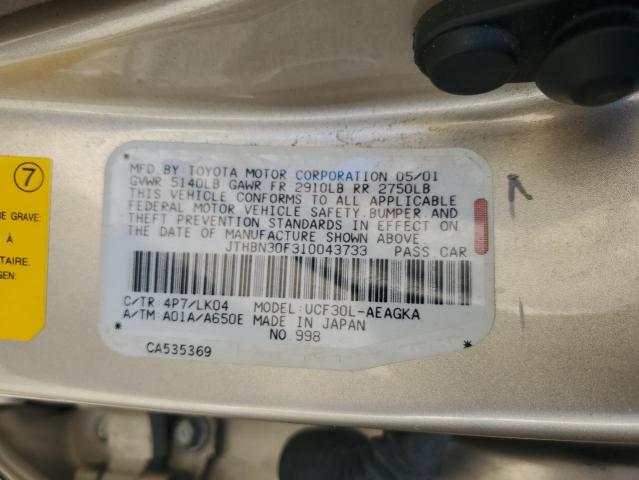 7
E GRAVE:
À
TAIRE.
GEN:
MFD BY: TOYOTA MOTOR CORPORATION 05/01
GVWR 5140LB GAWR FR 2910LB RR 2750LB
THIS VEHICLE CONFORMS TO ALL APPLICABLE
FEDERAL MOTOR VEHICLE SAFETY, BUMPER AND
THEFT PREVENTION STANDARDS IN EFFECT ON
THE DATE OF MANUFACTURE SHOWN ABOVE
JTHBN30F310043733 PASS. CAR
C/TR: 4P7/LK04 MODEL: UCF30L-AEAGKA
A/TM A01A/A650E MADE IN JAPAN
NO. 998
CA535369 *